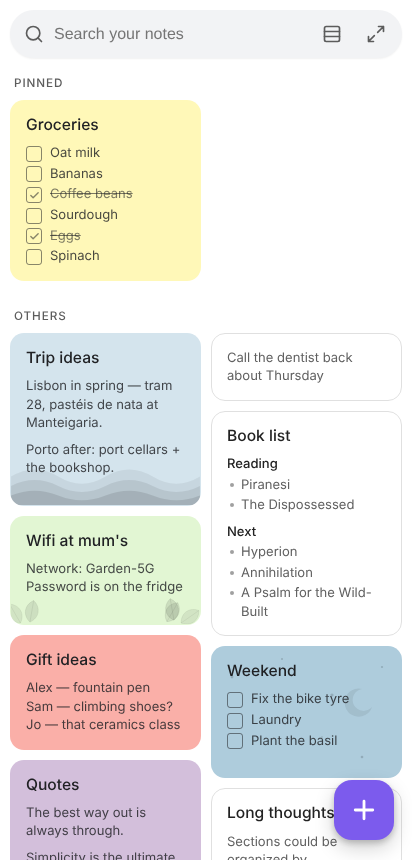 Search your notes
PINNED
Groceries
Oat milk
Bananas
Coffee beans
Sourdough
Eggs
Spinach
OTHERS
Trip ideas
Lisbon in spring — tram
28, pastéis de nata at
Manteigaria.
Porto after: port cellars +
the bookshop.
Wifi at mum's
Network: Garden-5G
Password is on the fridge
Gift ideas
Alex — fountain pen
Sam — climbing shoes?
Jo — that ceramics class
Quotes
The best way out is
always through.
Simplicity is the ultimate
Call the dentist back
about Thursday
Book list
Reading
• Piranesi
• The Dispossessed
Next
• Hyperion
• Annihilation
• A Psalm for the Wild-
Built
Weekend
Fix the bike tyre
Laundry
Plant the basil
Long thoughts
Sections could be
organized by